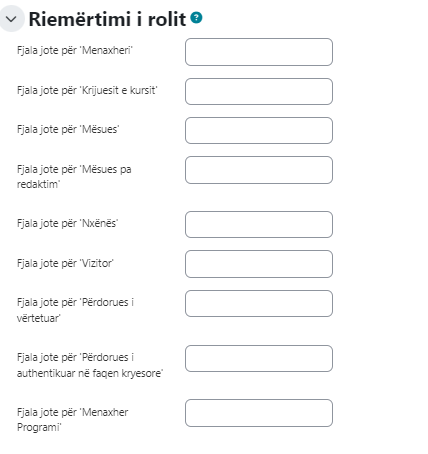 Riemërtimi i rolit ?
Fjala jote për 'Menaxheri'
Fjala jote për 'Krijuesit e kursit'
Fjala jote për 'Mësues'
Fjala jote për 'Mësues pa
redaktim'
Fjala jote për 'Nxënës'
Fjala jote për 'Vizitor'
Fjala jote për 'Përdorues i
vërtetuar'
Fjala jote për 'Përdorues i
authentikuar në faqen kryesore'
Fjala jote për 'Menaxher
Programi'